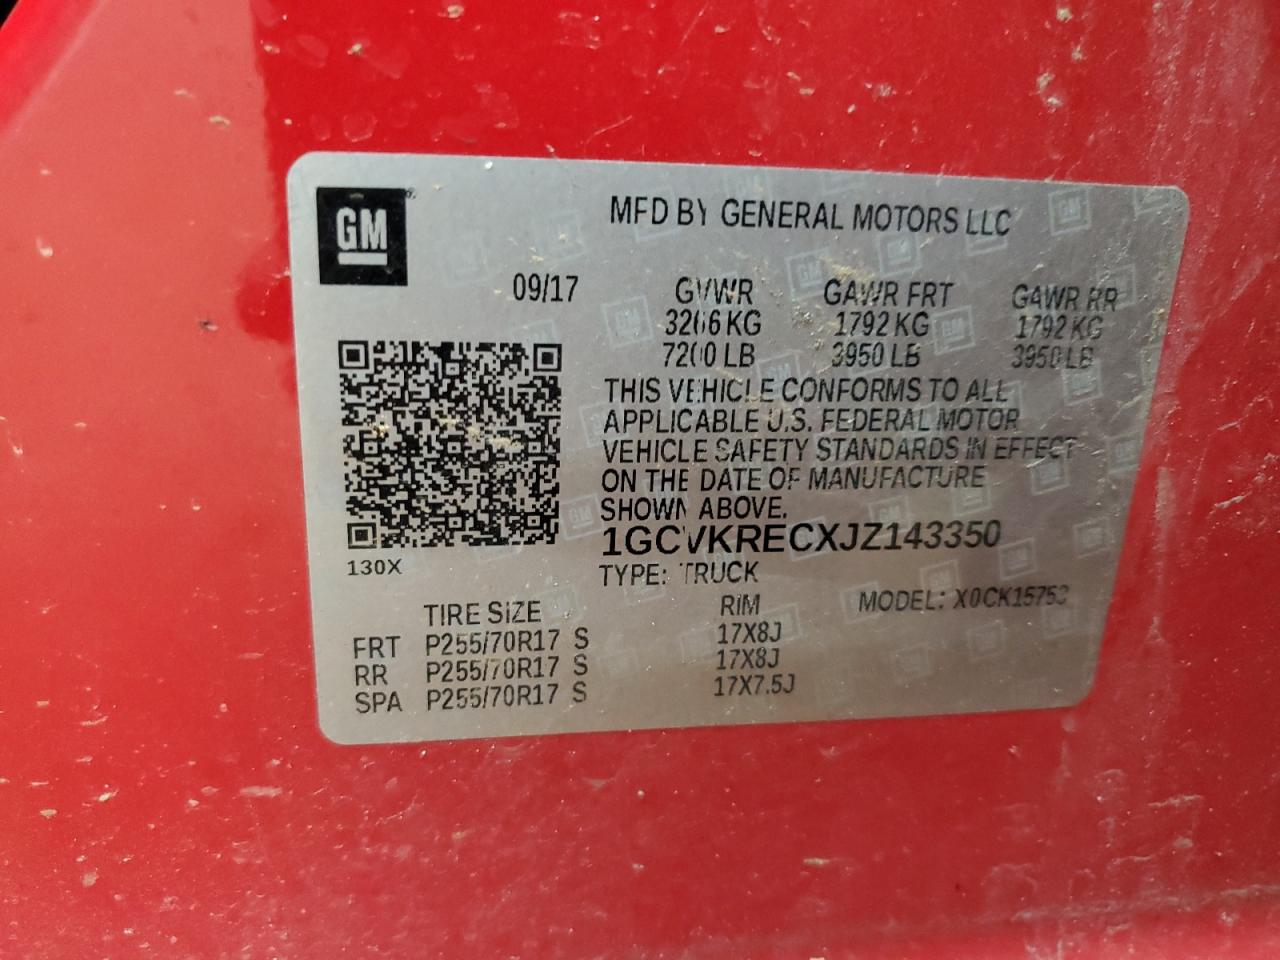 GM
MFD BY GENERAL MOTORS LLC
09/17 GVWR GAWR FRT GAWR RR
3266 KG 1792 KG 1792 KG
7200 LB 3950 LB 3950 LB
THIS VEHICLE CONFORMS TO ALL
APPLICABLE U.S. FEDERAL MOTOR
VEHICLE SAFETY STANDARDS IN EFFECT
ON THE DATE OF MANUFACTURE
SHOWN ABOVE.
1GCVKRECXJZ143350
130X
TYPE: TRUCK
TIRE SIZE RIM MODEL: X0CK15753
FRT P255/70R17 S 17X8J
RR P255/70R17 S 17X8J
SPA P255/70R17 S 17X7.5J